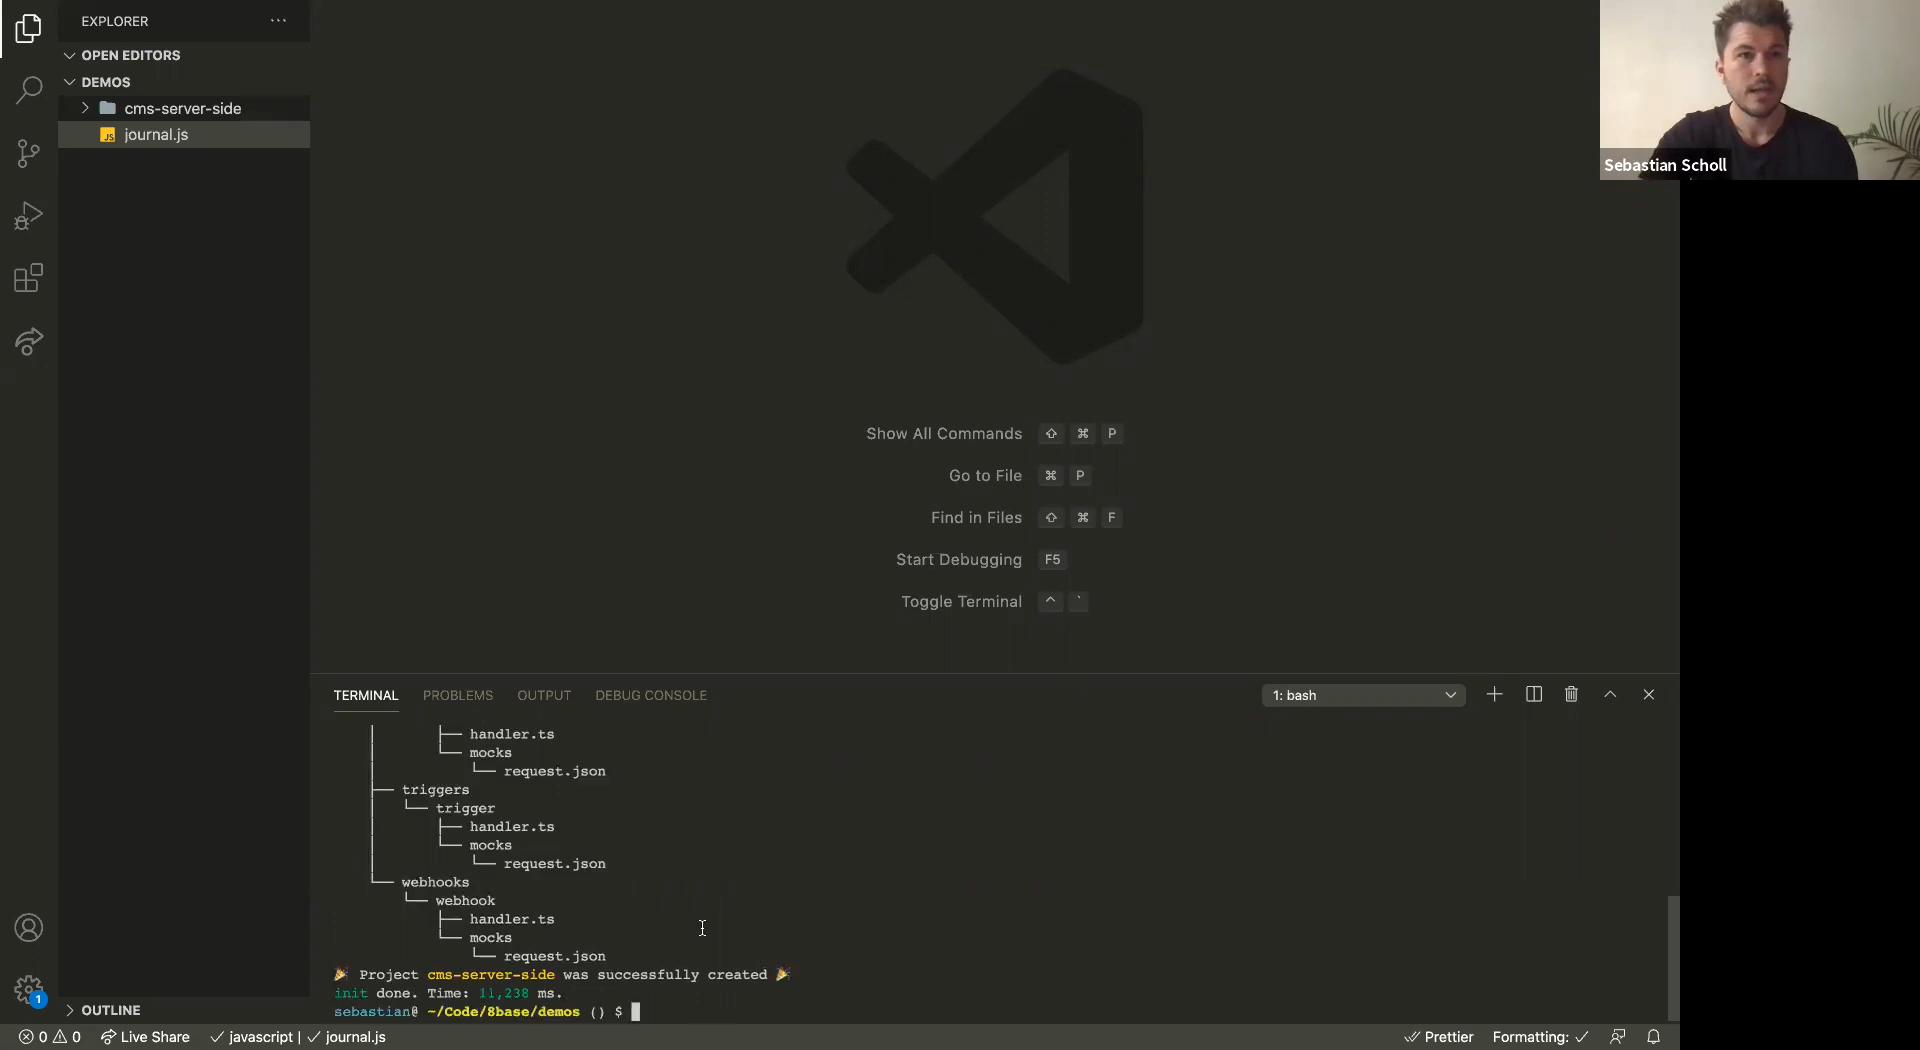 EXPLORER
OPEN EDITORS
DEMOS
cms-server-side
JS journal.js
OUTLINE
Sebastian Scholl
Show All Commands ⇧ ⌘ P
Go to File ⌘ P
Find in Files ⇧ ⌘ F
Start Debugging F5
Toggle Terminal ^ `
TERMINAL PROBLEMS OUTPUT DEBUG CONSOLE 1: bash
│       ├── handler.ts
│       └── mocks
│           └── request.json
├── triggers
│   └── trigger
│       ├── handler.ts
│       └── mocks
│           └── request.json
└── webhooks
    └── webhook
        ├── handler.ts
        └── mocks
            └── request.json
🎉 Project cms-server-side was successfully created 🎉
init done. Time: 11,238 ms.
sebastian@ ~/Code/8base/demos () $
1
0 0 Live Share ✓ javascript | ✓ journal.js Prettier Formatting: ✓